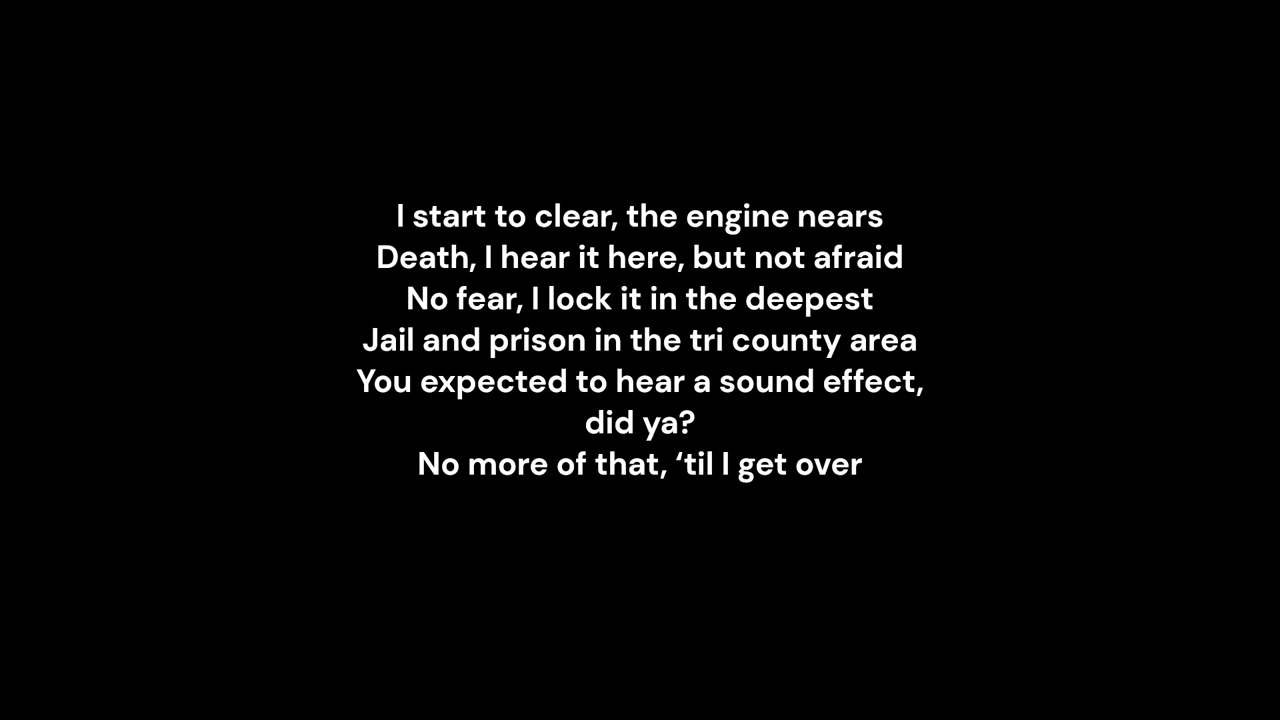 I start to clear, the engine nears
Death, I hear it here, but not afraid
No fear, I lock it in the deepest
Jail and prison in the tri county area
You expected to hear a sound effect,
did ya?
No more of that, ‘til I get over